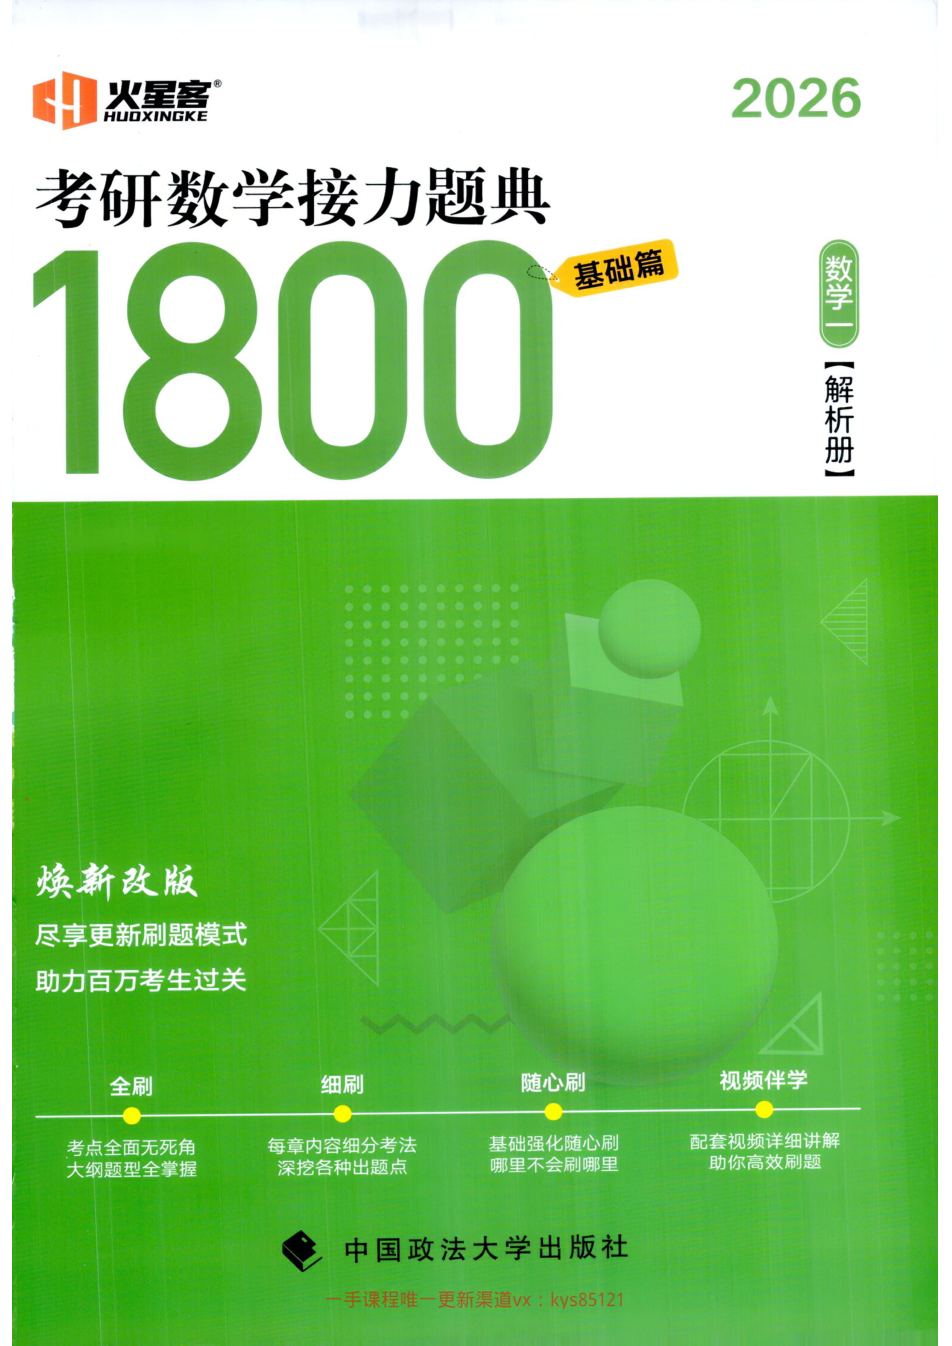 火星客®
HUOXINGKE
2026
考研数学接力题典
1800
基础篇
数学一
【解析册】
焕新改版
尽享更新刷题模式
助力百万考生过关
全刷
考点全面无死角
大纲题型全掌握
细刷
每章内容细分考法
深挖各种出题点
随心刷
基础强化随心刷
哪里不会刷哪里
视频伴学
配套视频详细讲解
助你高效刷题
中国政法大学出版社
一手课程唯一更新渠道vx：kys85121